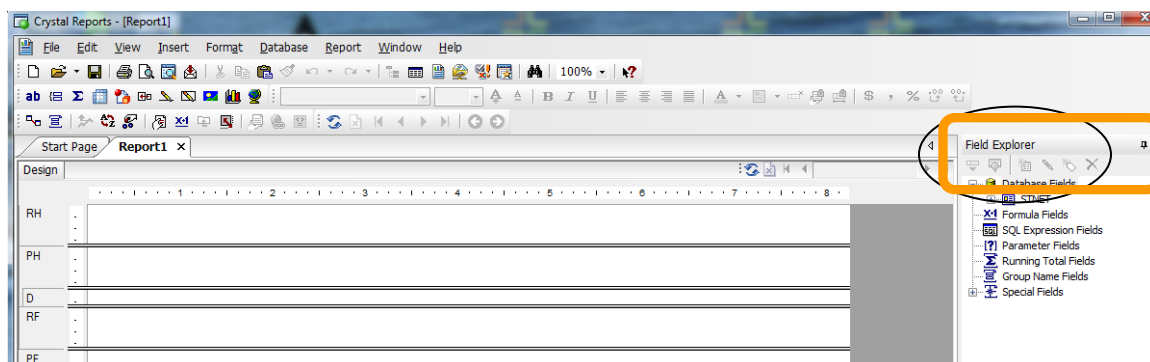 Crystal Reports - [Report1]
File Edit View Insert Format Database Report Window Help
100%
ab B I U A $ , %
Start Page Report1 × Field Explorer
Design
1 2 3 4 5 6 7 8
Database Fields
RH STNET
Formula Fields
SQL Expression Fields
[?] Parameter Fields
PH Running Total Fields
Group Name Fields
D Special Fields
RF
PF